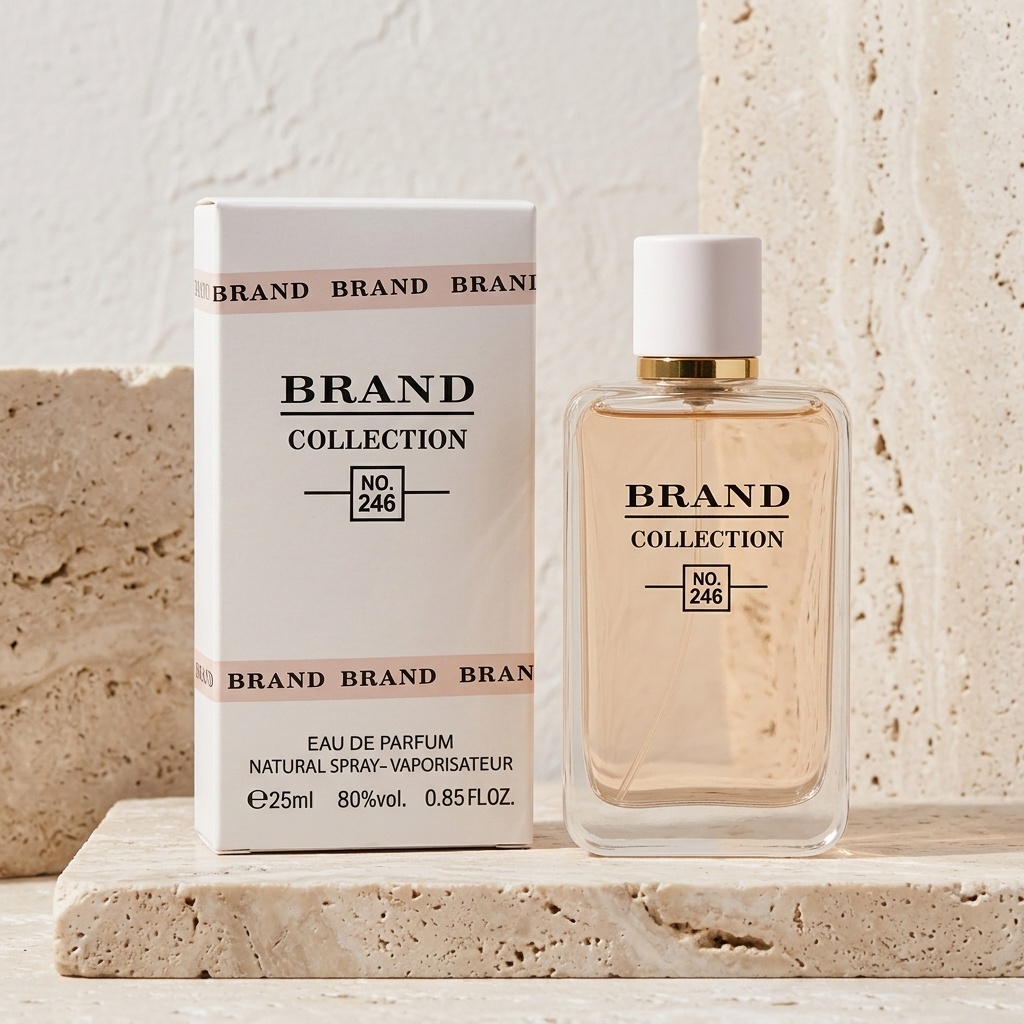 BRAND BRAND BRAND
BRAND
COLLECTION
NO.
246
BRAND BRAND BRAN
EAU DE PARFUM
NATURAL SPRAY-VAPORISATEUR
℮25ml 80%vol. 0.85 FLOZ.
BRAND
COLLECTION
NO.
246